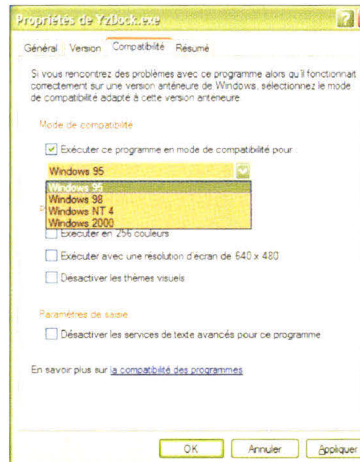 Propriétés de YzDock.exe
Général Version Compatibilité Résumé
Si vous rencontrez des problèmes avec ce programme alors qu'il fonctionnait
correctement sur une version antérieure de Windows, sélectionnez le mode
de compatibilité adapté à cette version antérieure.
Mode de compatibilité
Exécuter ce programme en mode de compatibilité pour :
Windows 95
Windows 95
Windows 98
Windows NT 4
Windows 2000
Exécuter en 256 couleurs
Exécuter avec une résolution d'écran de 640 x 480
Désactiver les thèmes visuels
Paramètres de saisie
Désactiver les services de texte avancés pour ce programme
En savoir plus sur la compatibilité des programmes
OK Annuler Appliquer